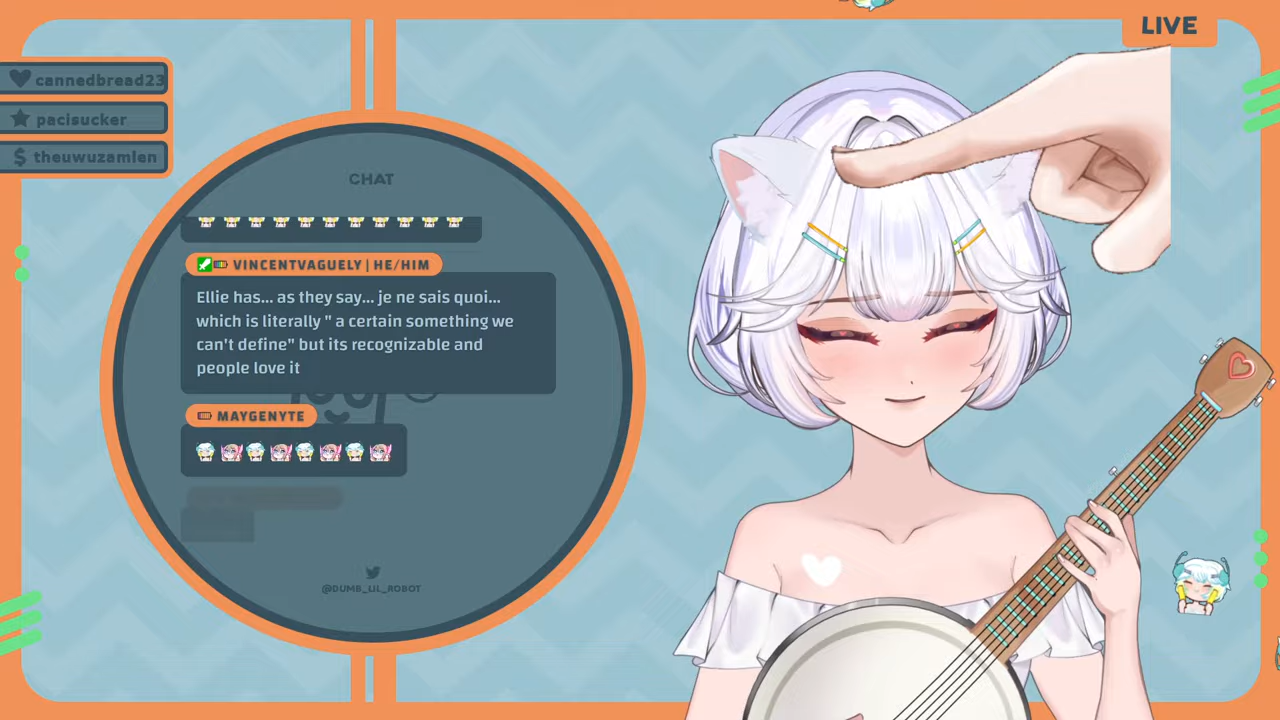 LIVE
cannedbread23
pacisucker
$ theuwuzamlen
CHAT
VINCENTVAGUELY | HE/HIM
Ellie has... as they say... je ne sais quoi...
which is literally " a certain something we
can't define" but its recognizable and
people love it
MAYGENYTE
@DUMB_LIL_ROBOT